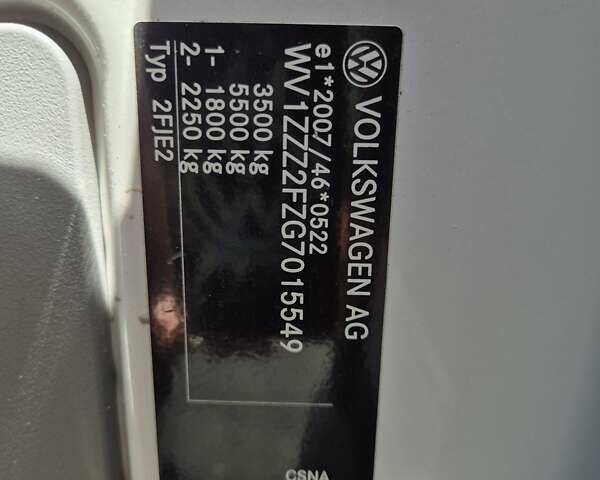 VOLKSWAGEN AG
e1*2007/46*0522
WV1ZZZ2FZG7015549
3500 kg
5500 kg
1- 1800 kg
2- 2250 kg
Typ 2FJE2
CSNA